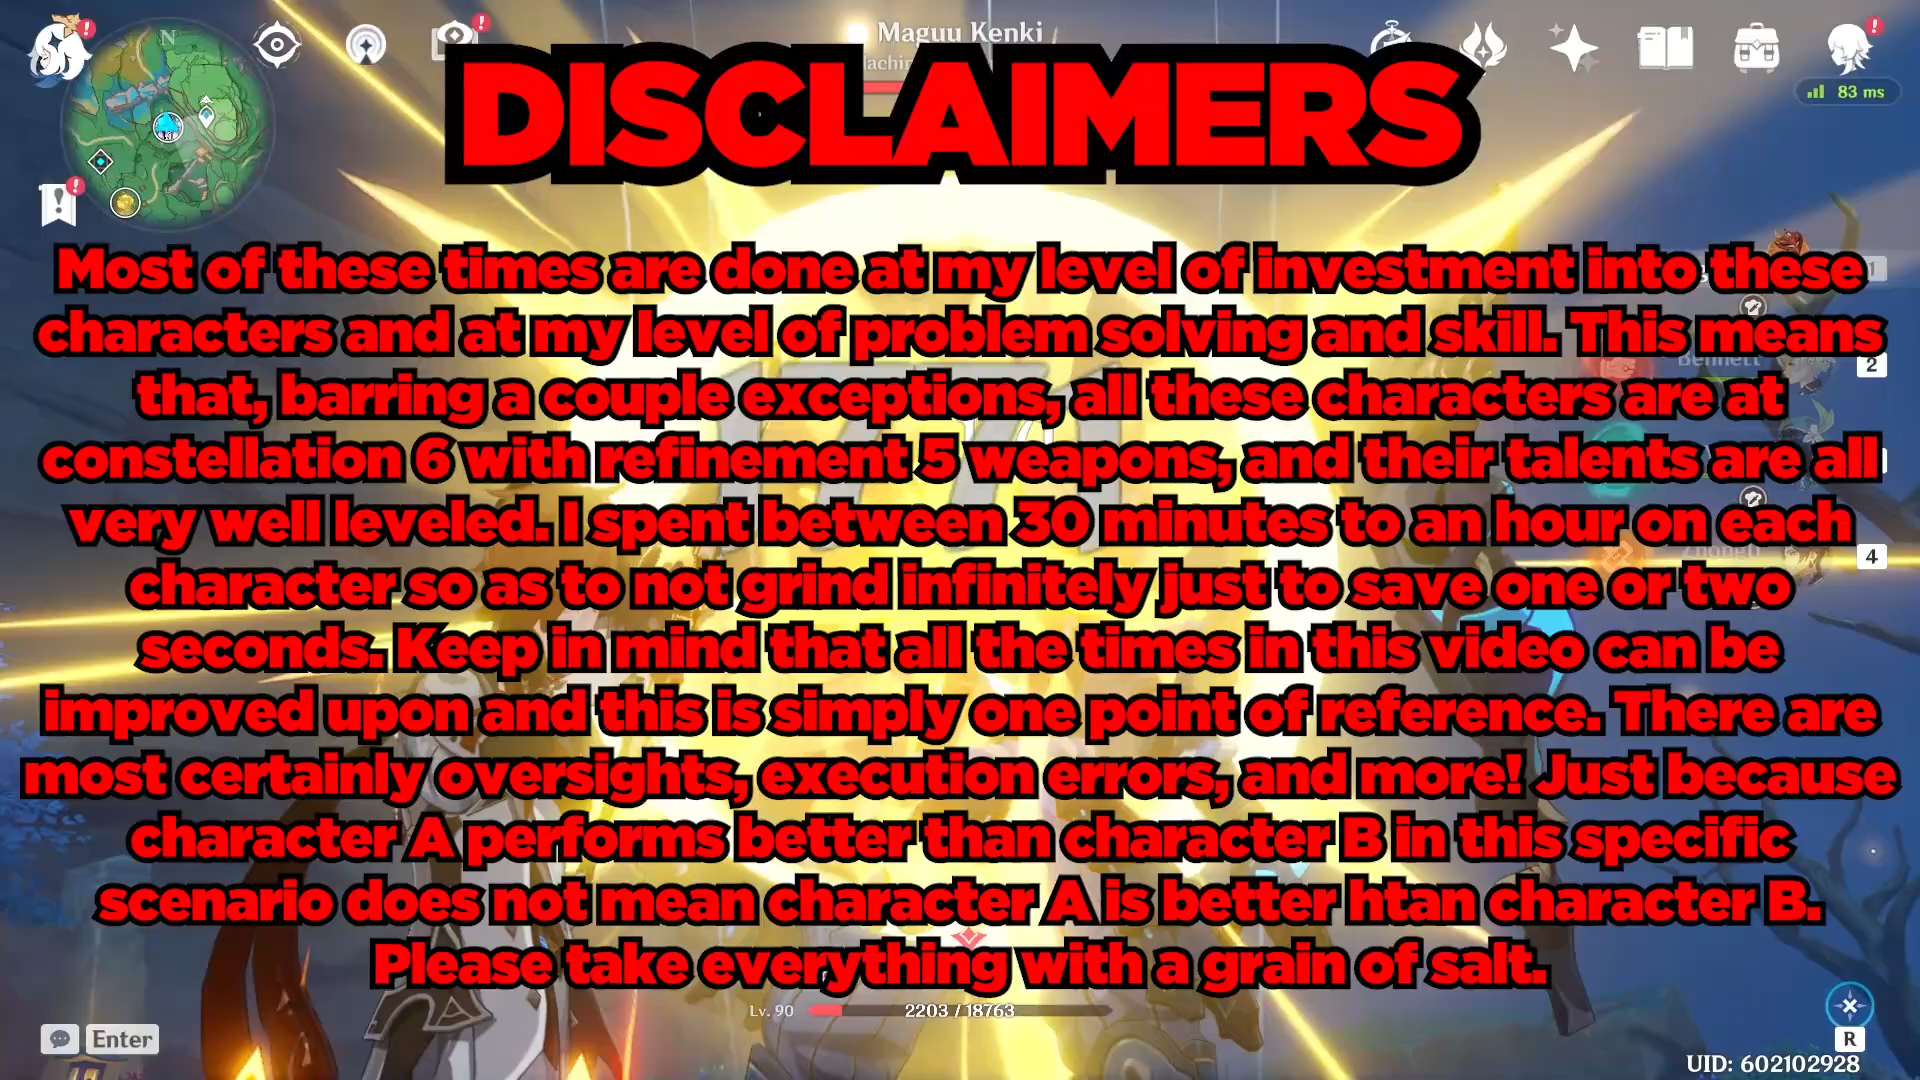 N
Maguu Kenki
83 ms
DISCLAIMERS
Most of these times are done at my level of investment into these
characters and at my level of problem solving and skill. This means
that, barring a couple exceptions, all these characters are at
constellation 6 with refinement 5 weapons, and their talents are all
very well leveled. I spent between 30 minutes to an hour on each
character so as to not grind infinitely just to save one or two
seconds. Keep in mind that all the times in this video can be
improved upon and this is simply one point of reference. There are
most certainly oversights, execution errors, and more! Just because
character A performs better than character B in this specific
scenario does not mean character A is better htan character B.
Please take everything with a grain of salt.
1
Bennett
2
4
Lv. 90
2203 / 18763
Enter
R
UID: 602102928